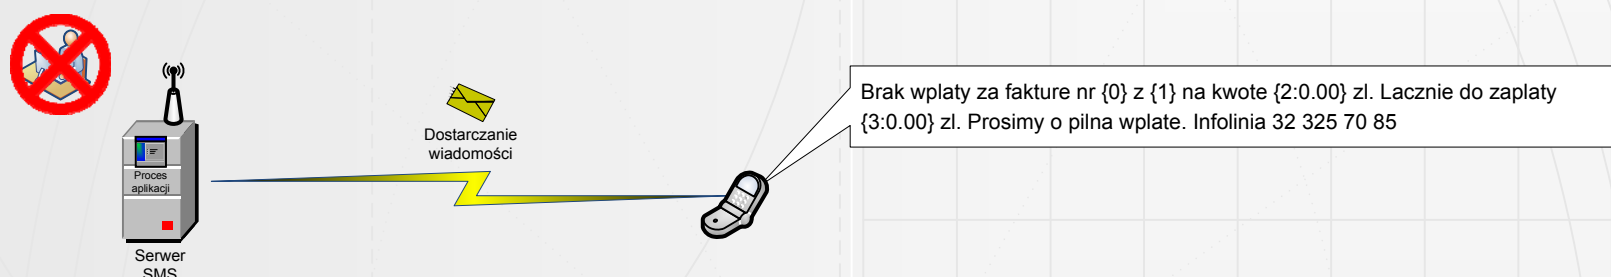 Brak wplaty za fakture nr {0} z {1} na kwote {2:0.00} zl. Lacznie do zaplaty
{3:0.00} zl. Prosimy o pilna wplate. Infolinia 32 325 70 85
Dostarczanie
wiadomości
Proces
aplikacji
Serwer
SMS